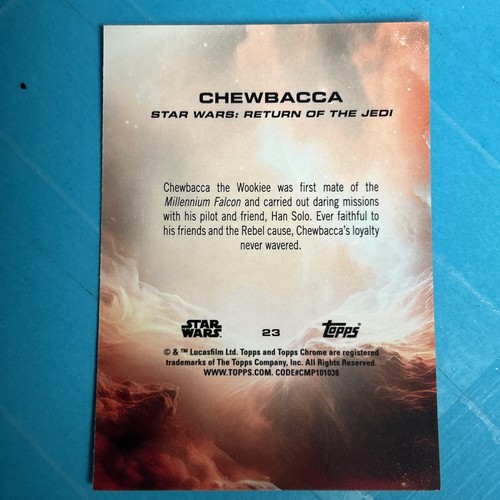 CHEWBACCA
STAR WARS: RETURN OF THE JEDI
Chewbacca the Wookiee was first mate of the
Millennium Falcon and carried out daring missions
with his pilot and friend, Han Solo. Ever faithful to
his friends and the Rebel cause, Chewbacca's loyalty
never wavered.
STAR WARS 23 Topps
© & ™ Lucasfilm Ltd. Topps and Topps Chrome are registered
trademarks of The Topps Company, Inc. All Rights Reserved.
WWW.TOPPS.COM. CODE#CMP101038